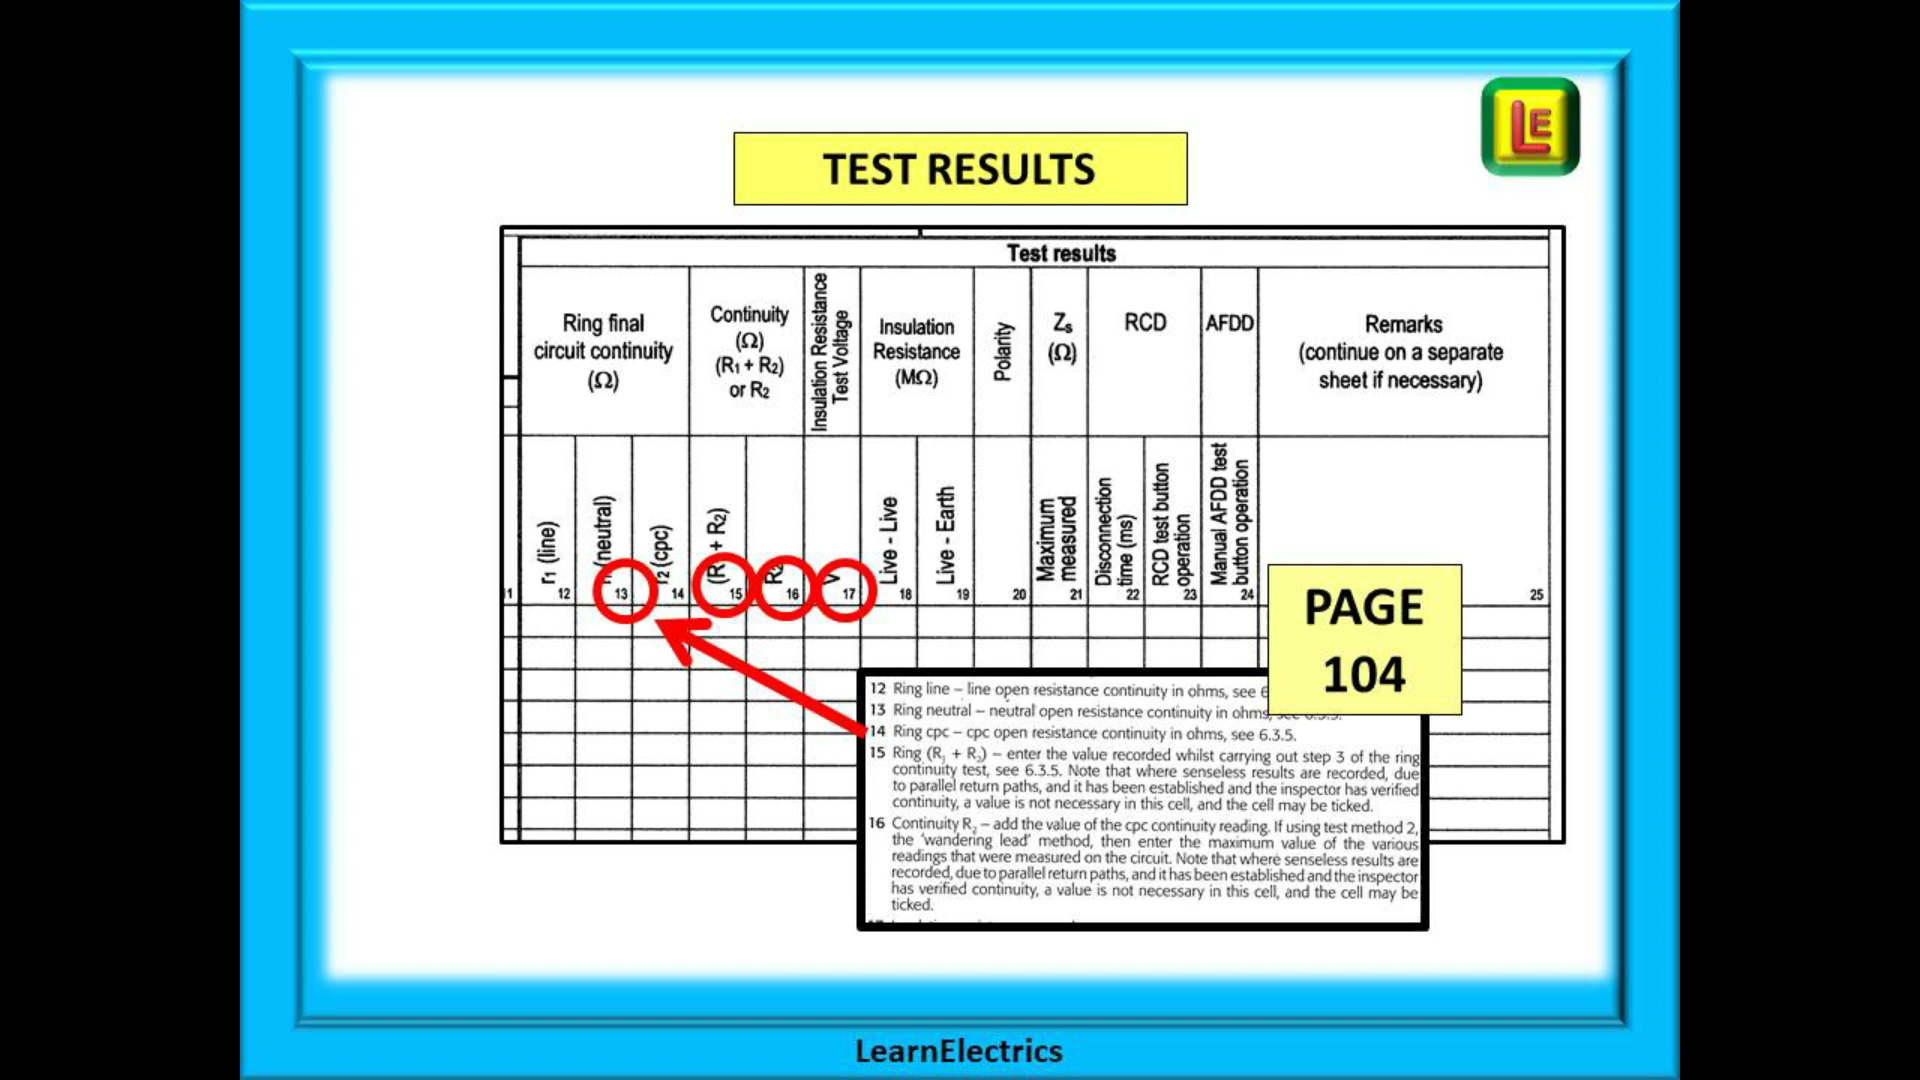 LE
TEST RESULTS
Test results
Ring final
circuit continuity
(Ω)
Continuity
(Ω)
(R1 + R2)
or R2
Insulation Resistance
Test Voltage
Insulation
Resistance
(MΩ)
Polarity
Zs
(Ω)
RCD
AFDD
Remarks
(continue on a separate
sheet if necessary)
r1 (line)
(neutral)
r2 (cpc)
(R1 + R2)
R2
V
Live - Live
Live - Earth
Maximum
measured
Disconnection
time (ms)
RCD test button
operation
Manual AFDD test
button operation
12 13 14 15 16 17 18 19 20 21 22 23 24 25
PAGE
104
12 Ring line – line open resistance continuity in ohms, see 6
13 Ring neutral – neutral open resistance continuity in ohms,
14 Ring cpc – cpc open resistance continuity in ohms, see 6.3.5.
15 Ring (R1 + R2) – enter the value recorded whilst carrying out step 3 of the ring
continuity test, see 6.3.5. Note that where senseless results are recorded, due
to parallel return paths, and it has been established and the inspector has verified
continuity, a value is not necessary in this cell, and the cell may be ticked.
16 Continuity R2 – add the value of the cpc continuity reading. If using test method 2,
the ‘wandering lead’ method, then enter the maximum value of the various
readings that were measured on the circuit. Note that where senseless results are
recorded, due to parallel return paths, and it has been established and the inspector
has verified continuity, a value is not necessary in this cell, and the cell may be
ticked.
LearnElectrics